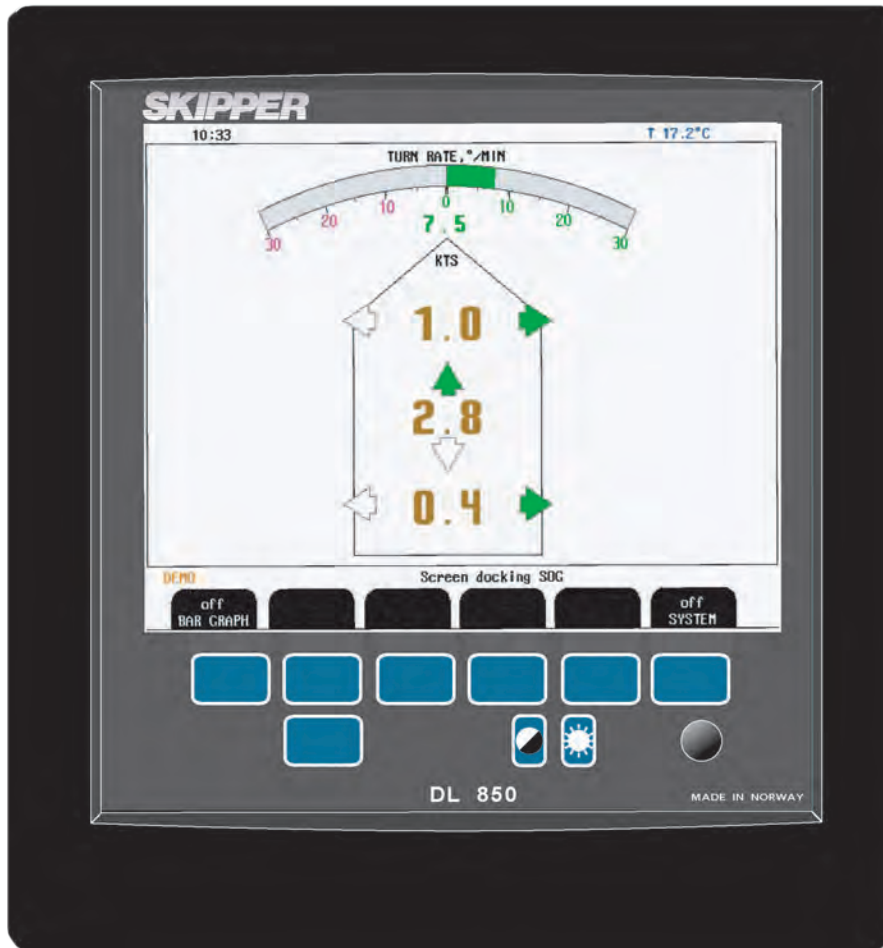 SKIPPER
10:33 T 17.2°C
TURN RATE,°/MIN
30 20 10 0 10 20 30
7.5
KTS
1.0
2.8
0.4
DEMO Screen docking SOG
off
BAR GRAPH
off
SYSTEM
DL 850
MADE IN NORWAY